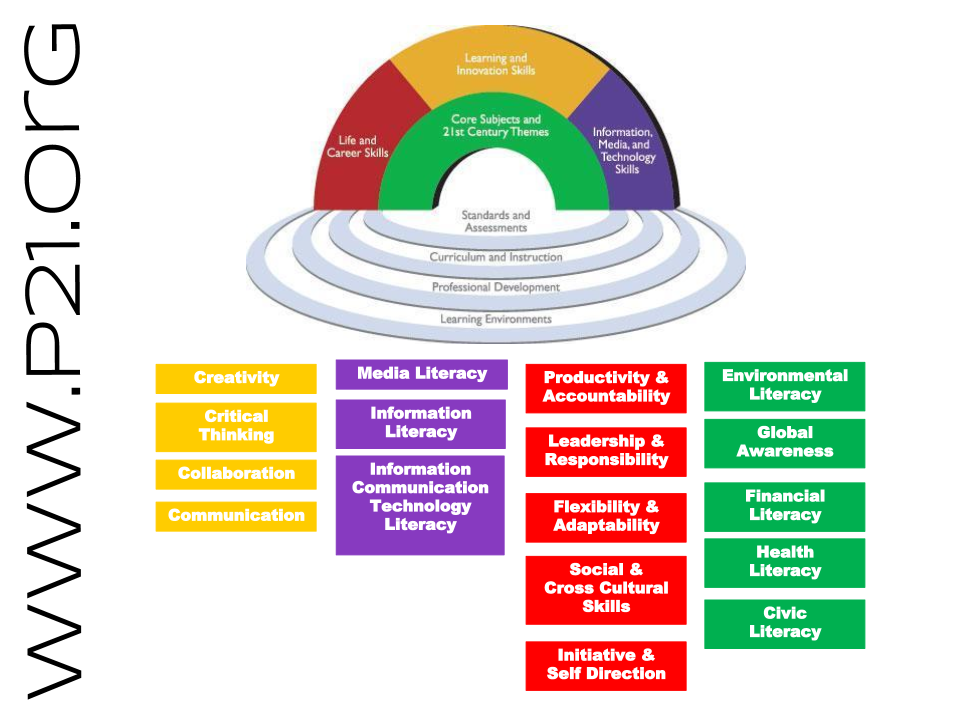 www.P21.org
Learning and
Innovation Skills
Core Subjects and
21st Century Themes
Life and
Career Skills
Information,
Media, and
Technology
Skills
Standards and
Assessments
Curriculum and Instruction
Professional Development
Learning Environments
Creativity
Critical
Thinking
Collaboration
Communication
Media Literacy
Information
Literacy
Information
Communication
Technology
Literacy
Productivity &
Accountability
Leadership &
Responsibility
Flexibility &
Adaptability
Social &
Cross Cultural
Skills
Initiative &
Self Direction
Environmental
Literacy
Global
Awareness
Financial
Literacy
Health
Literacy
Civic
Literacy